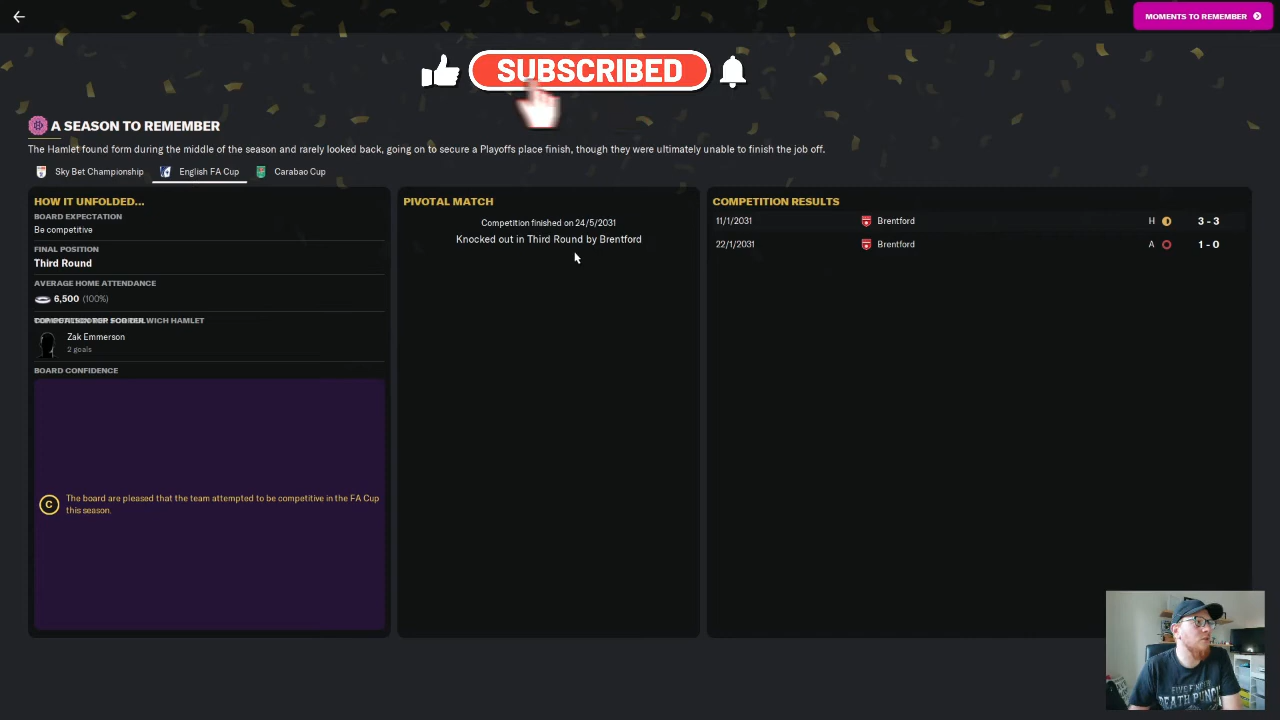 MOMENTS TO REMEMBER
SUBSCRIBED
A SEASON TO REMEMBER
The Hamlet found form during the middle of the season and rarely looked back, going on to secure a Playoffs place finish, though they were ultimately unable to finish the job off.
Sky Bet Championship English FA Cup Carabao Cup
HOW IT UNFOLDED...
BOARD EXPECTATION
Be competitive
FINAL POSITION
Third Round
AVERAGE HOME ATTENDANCE
6,500 (100%)
WICH HAMLET
Zak Emmerson
2 goals
BOARD CONFIDENCE
C
The board are pleased that the team attempted to be competitive in the FA Cup
this season.
PIVOTAL MATCH
Competition finished on 24/5/2031
Knocked out in Third Round by Brentford
COMPETITION RESULTS
11/1/2031 Brentford H 3 - 3
22/1/2031 Brentford A 1 - 0
FIVE FINGER
DEATH PUNCH